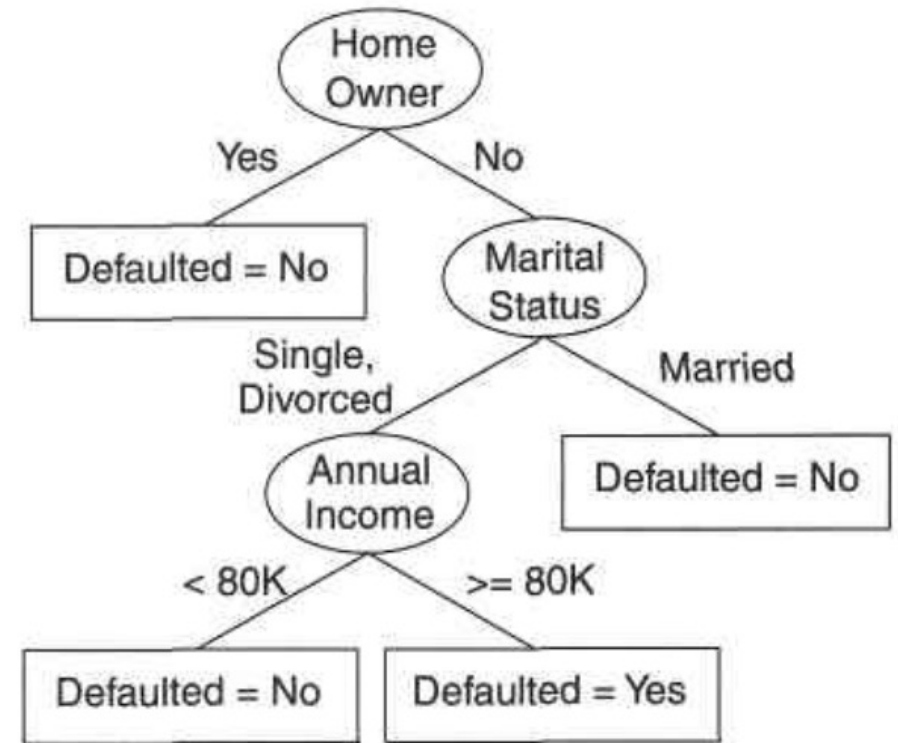 Home
Owner
Yes
No
Defaulted = No
Marital
Status
Single,
Divorced
Married
Annual
Income
Defaulted = No
< 80K
>= 80K
Defaulted = No
Defaulted = Yes